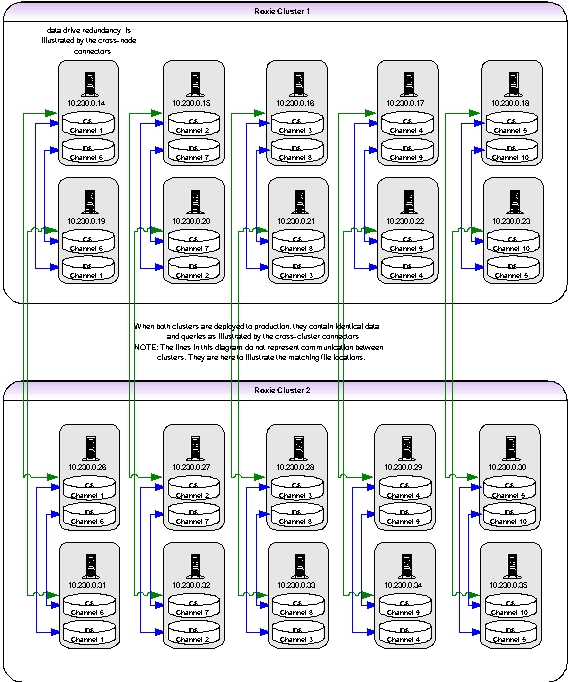 Roxie Cluster 1
data drive redundancy is
illustrated by the cross-node
connectors
10.230.0.14
10.230.0.15
10.230.0.16
10.230.0.17
10.230.0.18
Channel 1
Channel 2
Channel 3
Channel 4
Channel 5
Channel 6
Channel 7
Channel 8
Channel 9
Channel 10
10.230.0.19
10.230.0.20
10.230.0.21
10.230.0.22
10.230.0.23
Channel 6
Channel 7
Channel 8
Channel 9
Channel 10
Channel 1
Channel 2
Channel 3
Channel 4
Channel 5
When both clusters are deployed to production, they contain identical data
and queries as illustrated by the cross-cluster connectors
NOTE: The lines in this diagram do not represent communication between
clusters. They are here to illustrate the matching file locations.
Roxie Cluster 2
10.230.0.26
10.230.0.27
10.230.0.28
10.230.0.29
10.230.0.30
Channel 1
Channel 2
Channel 3
Channel 4
Channel 5
Channel 6
Channel 7
Channel 8
Channel 9
Channel 10
10.230.0.31
10.230.0.32
10.230.0.33
10.230.0.34
10.230.0.35
Channel 6
Channel 7
Channel 8
Channel 9
Channel 10
Channel 1
Channel 2
Channel 3
Channel 4
Channel 5